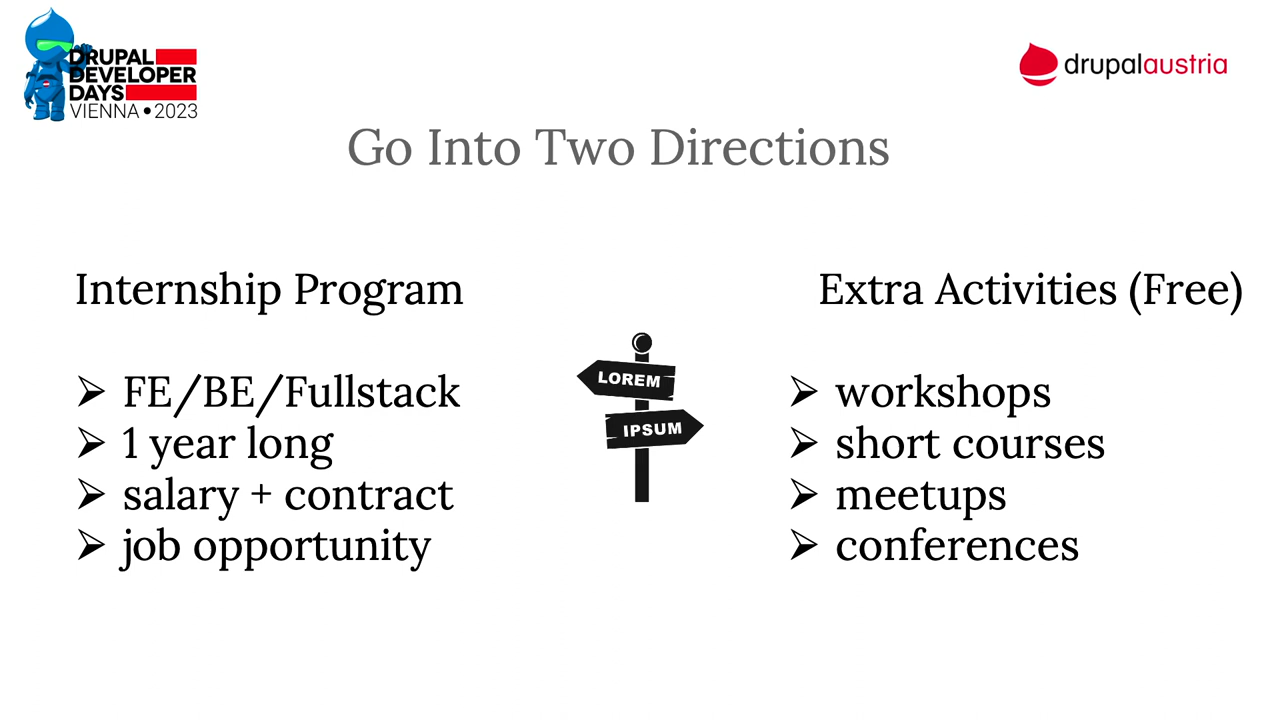 DRUPAL
DEVELOPER
DAYS
VIENNA • 2023
drupalaustria
Go Into Two Directions
Internship Program
➢ FE/BE/Fullstack
➢ 1 year long
➢ salary + contract
➢ job opportunity
LOREM
IPSUM
Extra Activities (Free)
➢ workshops
➢ short courses
➢ meetups
➢ conferences